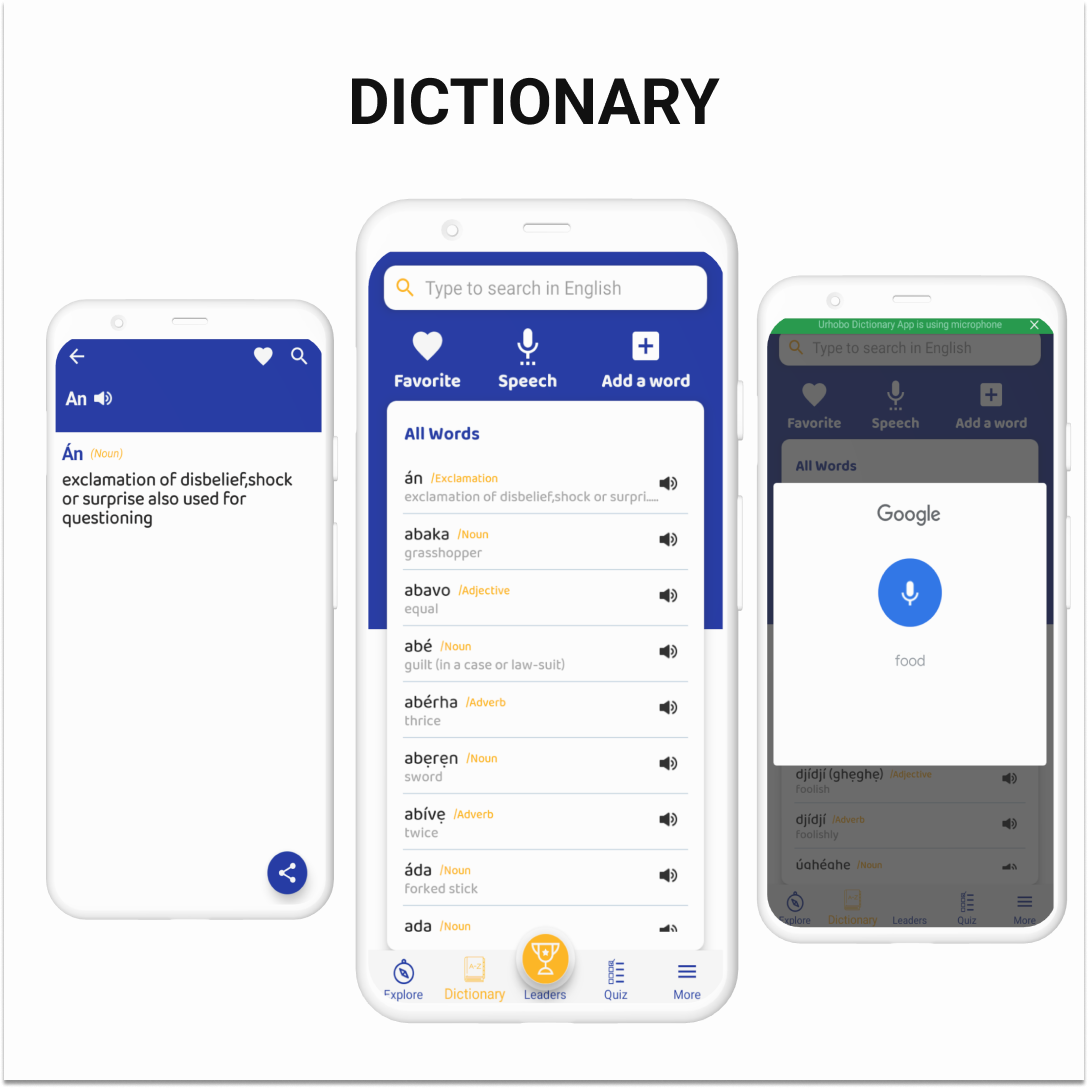 DICTIONARY
An
Án (Noun)
exclamation of disbelief,shock
or surprise also used for
questioning
Type to search in English
Favorite Speech Add a word
All Words
án /Exclamation
exclamation of disbelief,shock or surpri.....
abaka /Noun
grasshopper
abavo /Adjective
equal
abé /Noun
guilt (in a case or law-suit)
abérha /Adverb
thrice
abẹrẹn /Noun
sword
abívẹ /Adverb
twice
áda /Noun
forked stick
ada /Noun
A-Z
Explore Dictionary Leaders Quiz More
Urhobo Dictionary App is using microphone
Type to search in English
Favorite Speech Add a word
All Words
Google
food
djídjí (ghẹghẹ) /Adjective
foolish
djídjí /Adverb
foolishly
/Noun
Explore Dictionary Leaders Quiz More